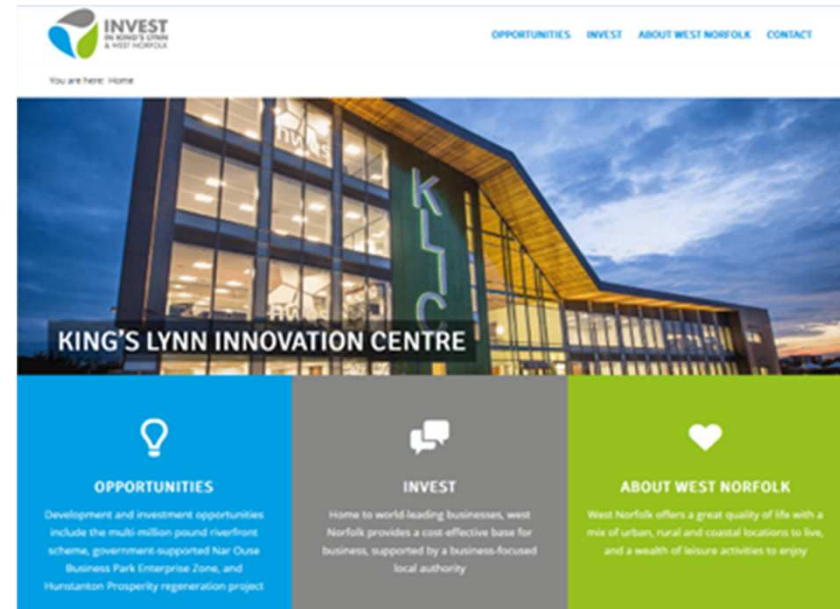 INVEST
IN KING'S LYNN
& WEST NORFOLK
OPPORTUNITIES INVEST ABOUT WEST NORFOLK CONTACT
You are here: Home
nwes
KLIC
nwes
KING'S LYNN INNOVATION CENTRE
OPPORTUNITIES
Development and investment opportunities
include the multi-million pound riverfront
scheme, government-supported Nar Ouse
Business Park Enterprise Zone, and
Hunstanton Prosperity regeneration project
INVEST
Home to world-leading businesses, west
Norfolk provides a cost-effective base for
business, supported by a business-focused
local authority
ABOUT WEST NORFOLK
West Norfolk offers a great quality of life with a
mix of urban, rural and coastal locations to live,
and a wealth of leisure activities to enjoy